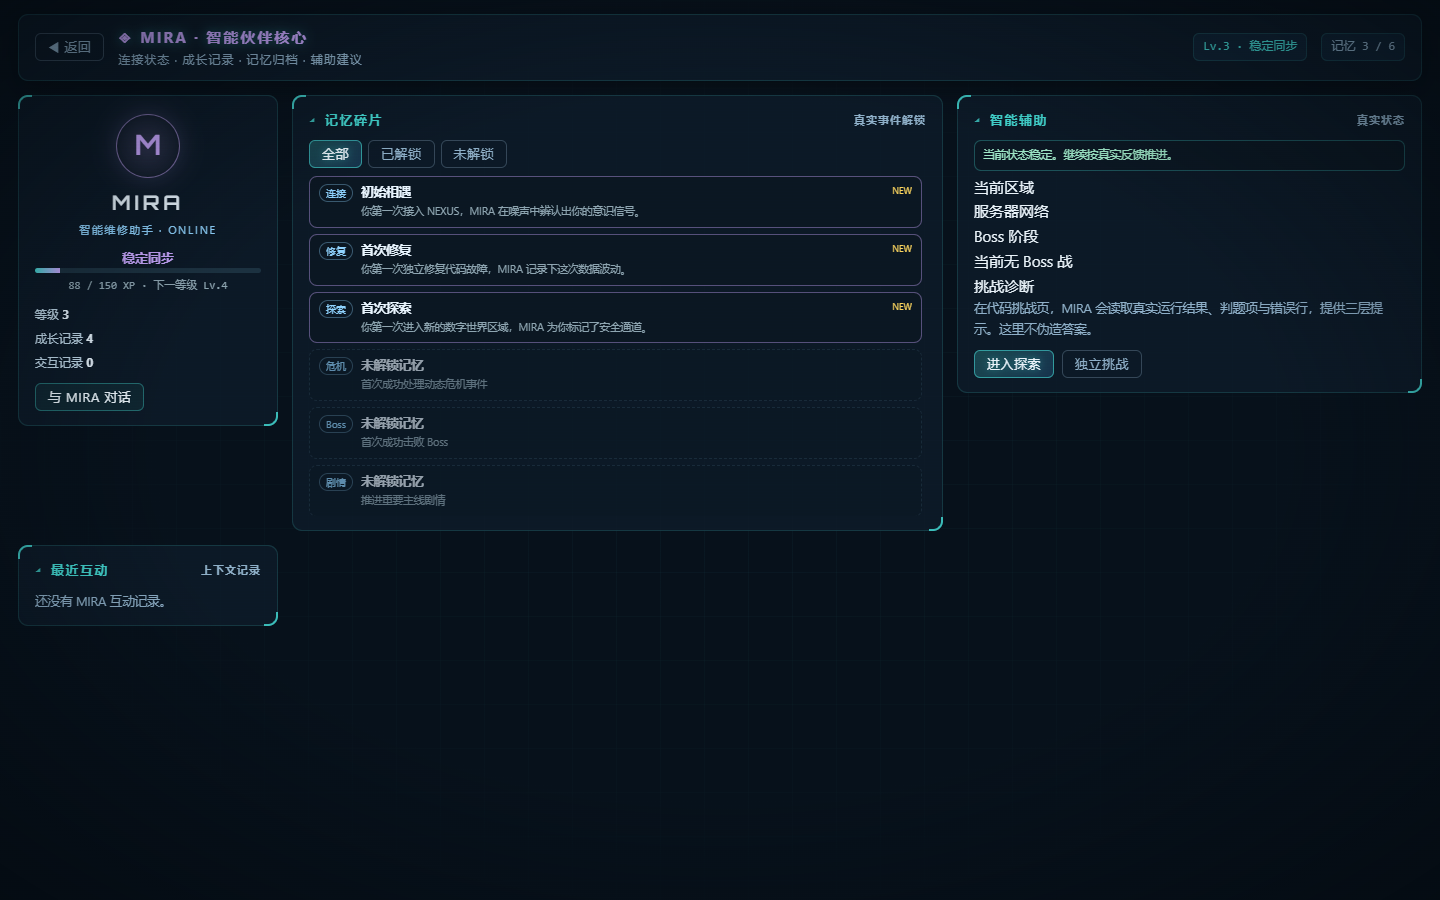 ◀ 返回
◈ MIRA · 智能伙伴核心
连接状态 · 成长记录 · 记忆归档 · 辅助建议
Lv.3 · 稳定同步
记忆 3 / 6
M
MIRA
智能维修助手 · ONLINE
稳定同步
88 / 150 XP · 下一等级 Lv.4
等级 3
成长记录 4
交互记录 0
与 MIRA 对话
记忆碎片
真实事件解锁
全部
已解锁
未解锁
连接
初始相遇
NEW
你第一次接入 NEXUS，MIRA 在噪声中辨认出你的意识信号。
修复
首次修复
NEW
你第一次独立修复代码故障，MIRA 记录下这次数据波动。
探索
首次探索
NEW
你第一次进入新的数字世界区域，MIRA 为你标记了安全通道。
危机
未解锁记忆
首次成功处理动态危机事件
Boss
未解锁记忆
首次成功击败 Boss
剧情
未解锁记忆
推进重要主线剧情
智能辅助
真实状态
当前状态稳定。继续按真实反馈推进。
当前区域
服务器网络
Boss 阶段
当前无 Boss 战
挑战诊断
在代码挑战页，MIRA 会读取真实运行结果、判题项与错误行，提供三层提
示。这里不伪造答案。
进入探索
独立挑战
最近互动
上下文记录
还没有 MIRA 互动记录。